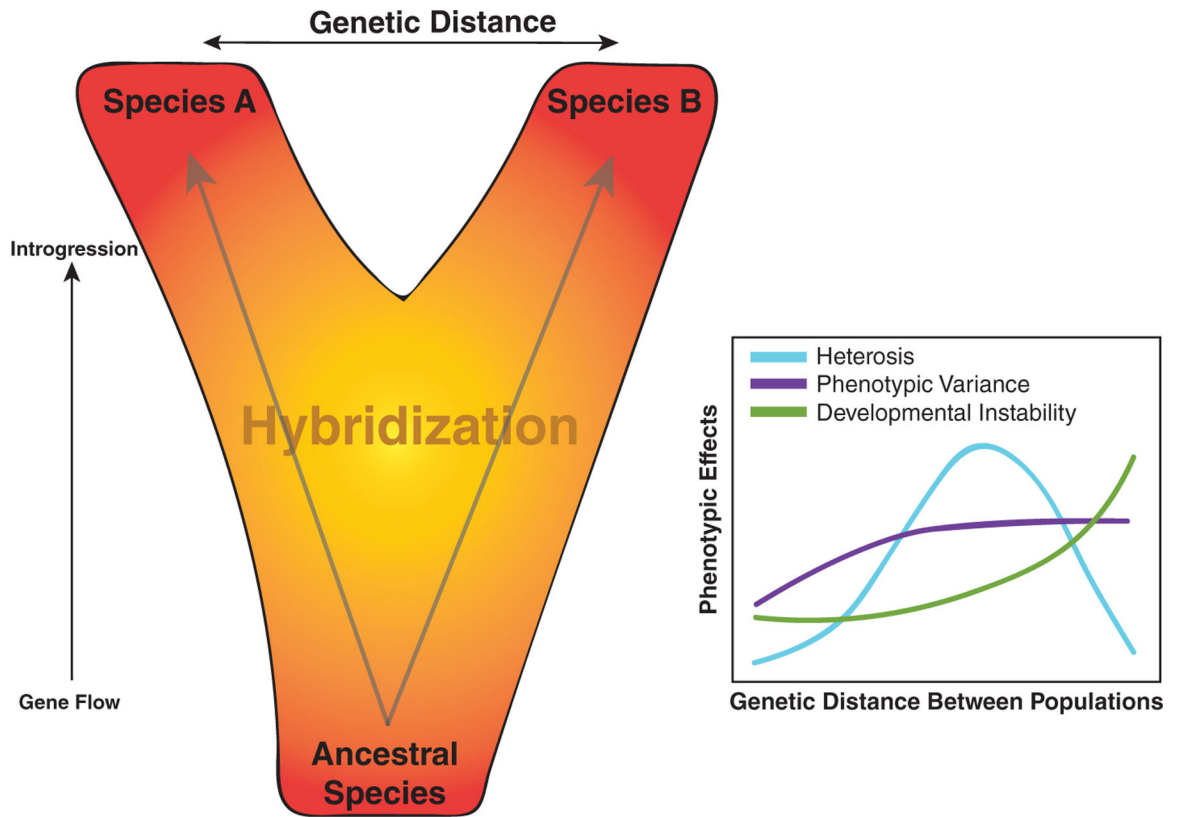 Genetic Distance
Species A
Species B
Introgression
Hybridization
Gene Flow
Ancestral
Species
Heterosis
Phenotypic Variance
Developmental Instability
Phenotypic Effects
Genetic Distance Between Populations